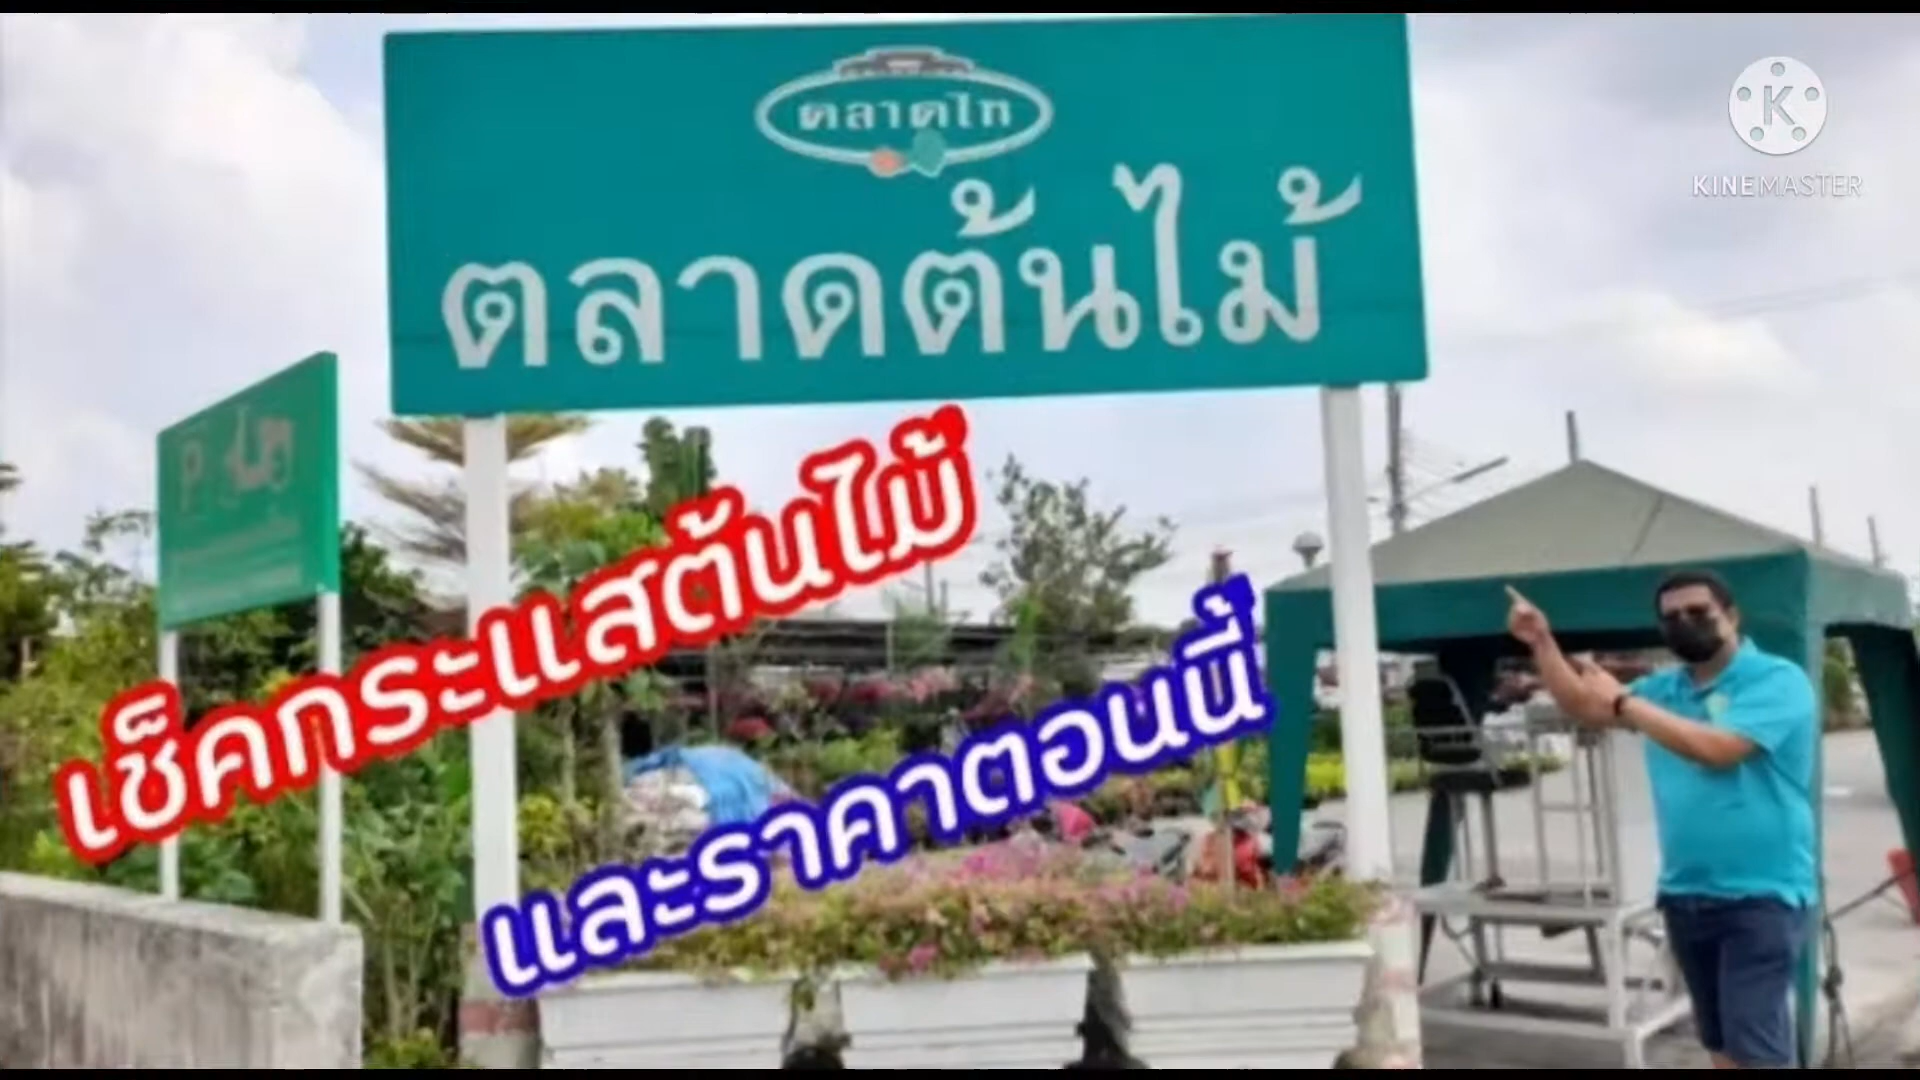 ตลาดไท
ตลาดต้นไม้
KINEMASTER
P
เช็คกระแสต้นไม้
และราคาตอนนี้